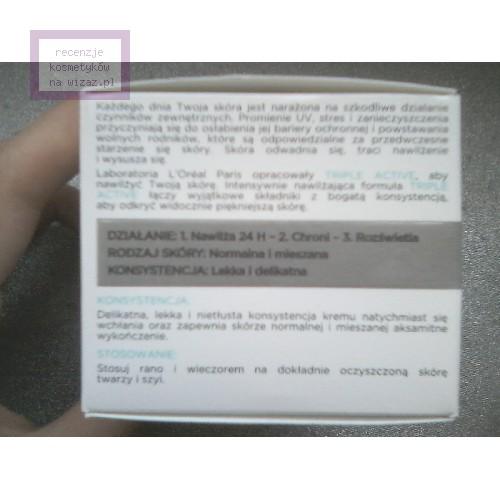 recenzje
kosmetyków
na wizaz.pl
Każdego dnia Twoja skóra jest narażona na szkodliwe działanie
czynników zewnętrznych. Promienie UV, stres i zanieczyszczenia
przyczyniają się do osłabienia jej bariery ochronnej i powstawania
wolnych rodników, które są odpowiedzialne za przedwczesne
starzenie się skóry. Skóra odwadnia się, traci nawilżenie
i wysusza się.
Laboratoria L'Oréal Paris opracowały TRIPLE ACTIVE, aby
nawilżyć Twoją skórę. Intensywnie nawilżająca formuła TRIPLE
ACTIVE łączy wyjątkowe składniki z bogatą konsystencją,
aby odkryć widocznie piękniejszą skórę.
DZIAŁANIE: 1. Nawilża 24 H - 2. Chroni - 3. Rozświetla
RODZAJ SKÓRY: Normalna i mieszana
KONSYSTENCJA: Lekka i delikatna
KONSYSTENCJA:
Delikatna, lekka i nietłusta konsystencja kremu natychmiast się
wchłania oraz zapewnia skórze normalnej i mieszanej aksamitne
wykończenie.
STOSOWANIE:
Stosuj rano i wieczorem na dokładnie oczyszczoną skórę
twarzy i szyi.